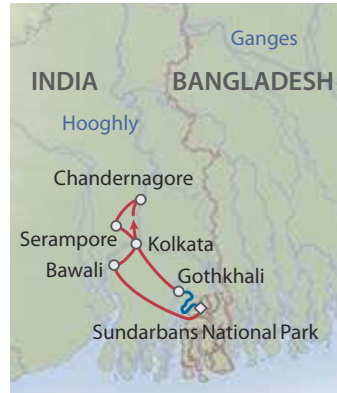 Ganges
INDIA
BANGLADESH
Hooghly
Chandernagore
Serampore
Kolkata
Bawali
Gothkhali
Sundarbans National Park